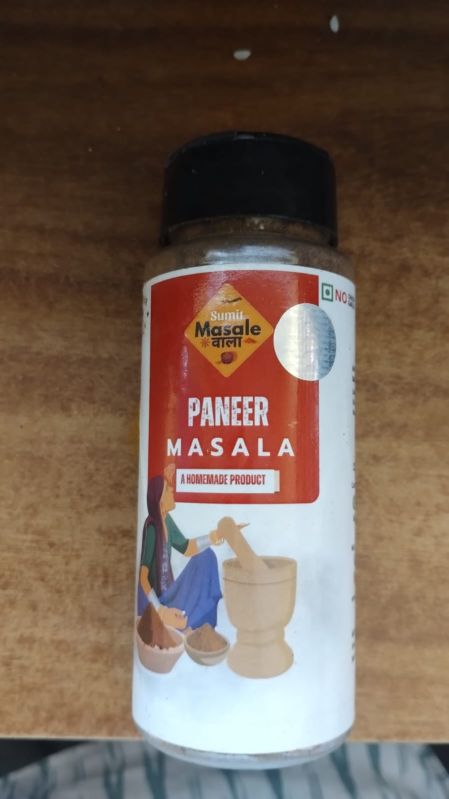 Sumit
Masale
वाला
NO
PANEER
MASALA
A HOMEMADE PRODUCT